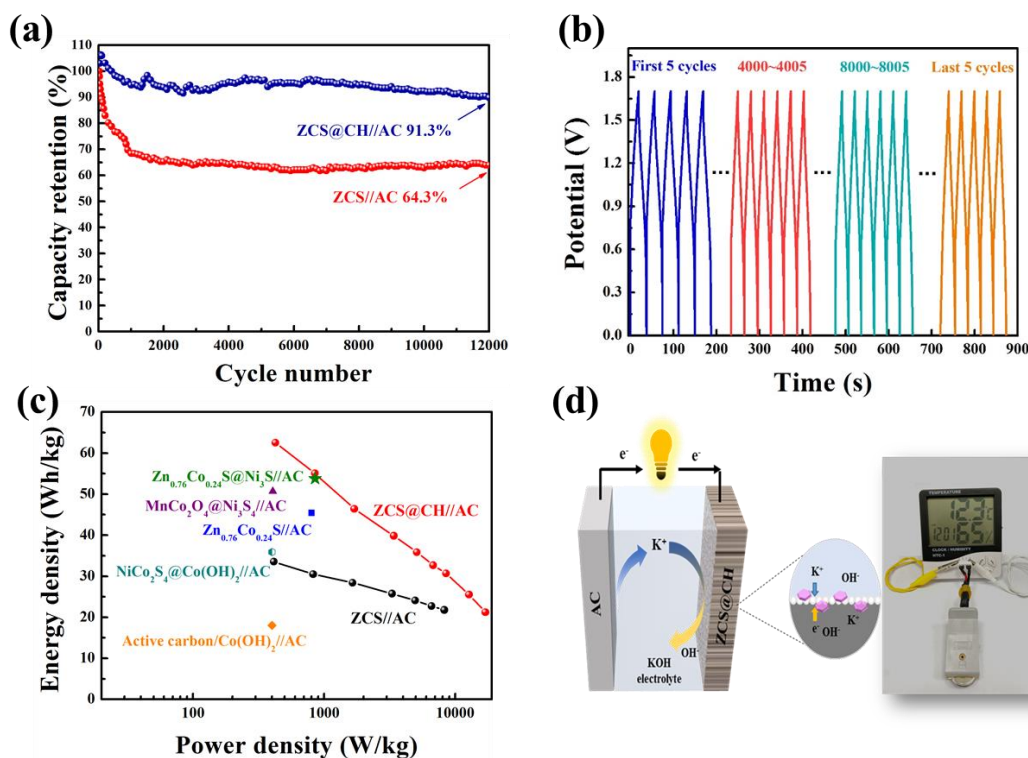 (a)
Capacity retention (%)
110
100
90
80
70
60
50
40
30
20
10
0
ZCS@CH//AC 91.3%
ZCS//AC 64.3%
0 2000 4000 6000 8000 10000 12000
Cycle number
(b)
Potential (V)
1.8
1.5
1.2
0.9
0.6
0.3
0.0
First 5 cycles 4000~4005 8000~8005 Last 5 cycles
... ... ...
0 100 200 300 400 500 600 700 800 900
Time (s)
(c)
Energy density (Wh/kg)
70
60
50
40
30
20
10
0
Zn0.76Co0.24S@Ni3S//AC
MnCo2O4@Ni3S4//AC
Zn0.76Co0.24S//AC
NiCo2S4@Co(OH)2//AC
Active carbon/Co(OH)2//AC
ZCS@CH//AC
ZCS//AC
100 1000 10000
Power density (W/kg)
(d)
e- e-
AC
K+
ZCS@CH
OH-
KOH
electrolyte
K+ OH-
e- OH- K+
TEMPERATURE
CLOCK / HUMIDITY